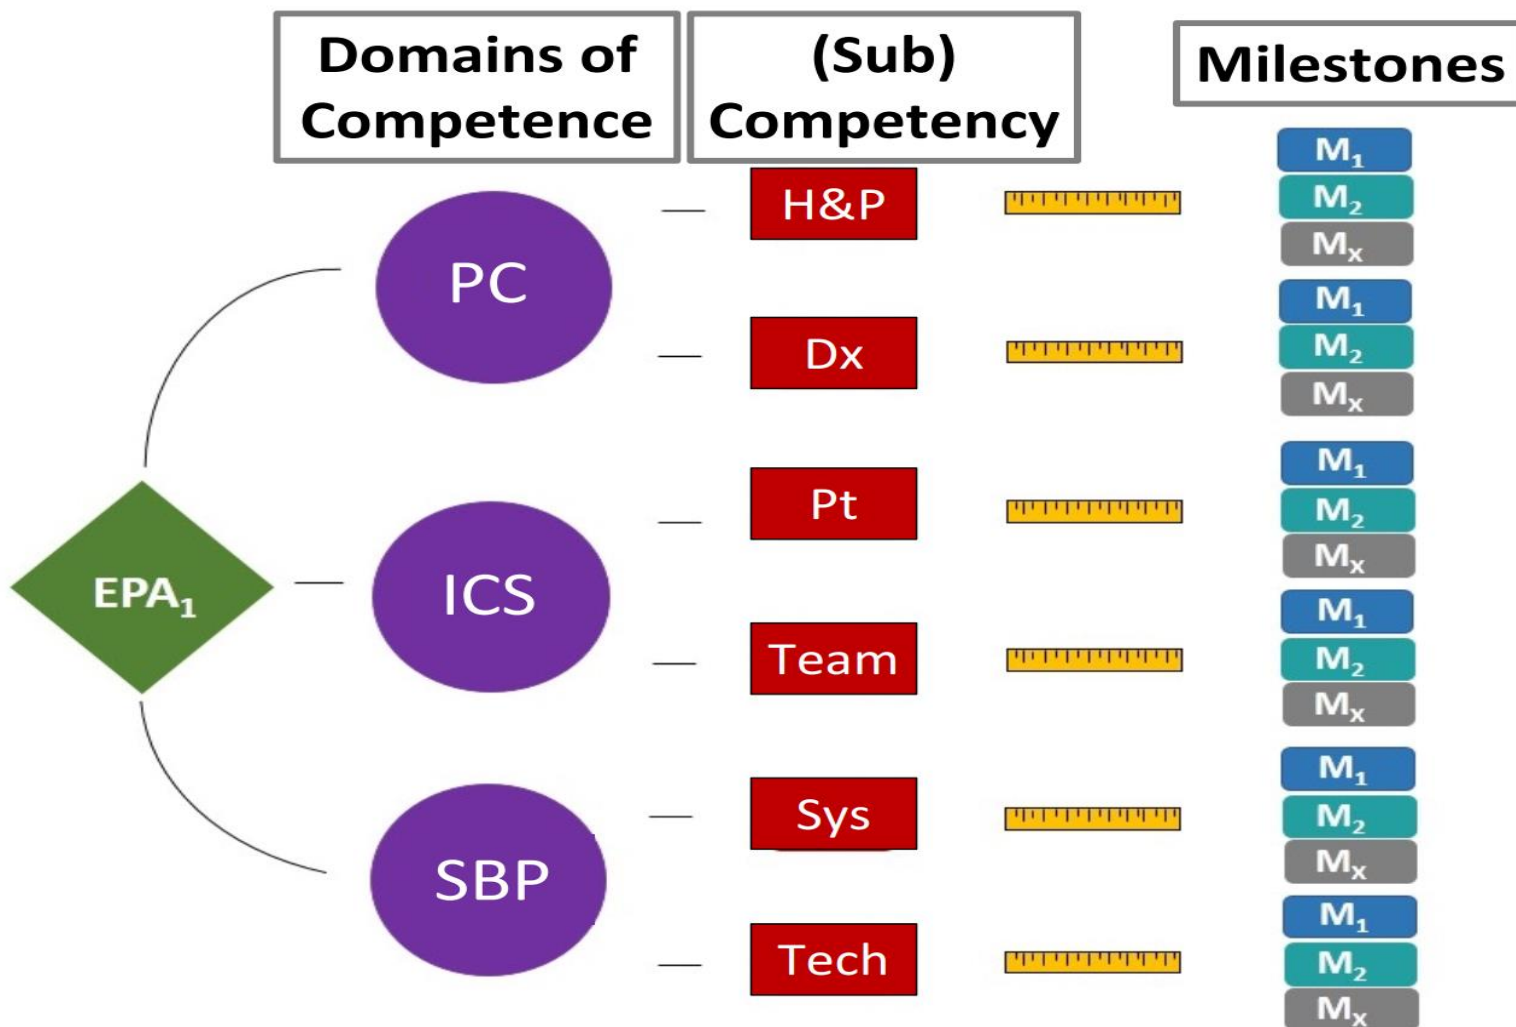 Domains of
Competence
(Sub)
Competency
Milestones
EPA₁
PC
ICS
SBP
H&P
Dx
Pt
Team
Sys
Tech
M₁
M₂
Mₓ
M₁
M₂
Mₓ
M₁
M₂
Mₓ
M₁
M₂
Mₓ
M₁
M₂
Mₓ
M₁
M₂
Mₓ